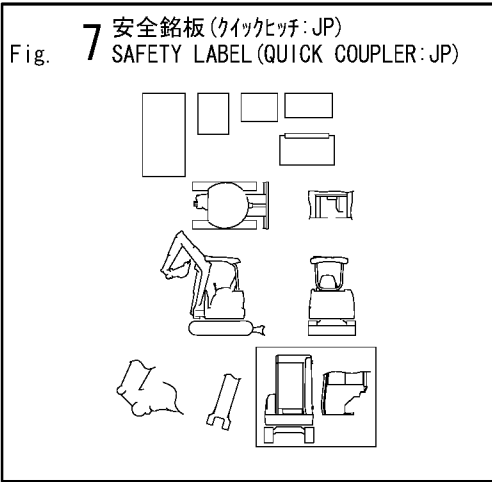 Fig. 7 安全銘板(ｸｲｯｸﾋｯﾁ:JP)
SAFETY LABEL(QUICK COUPLER:JP)